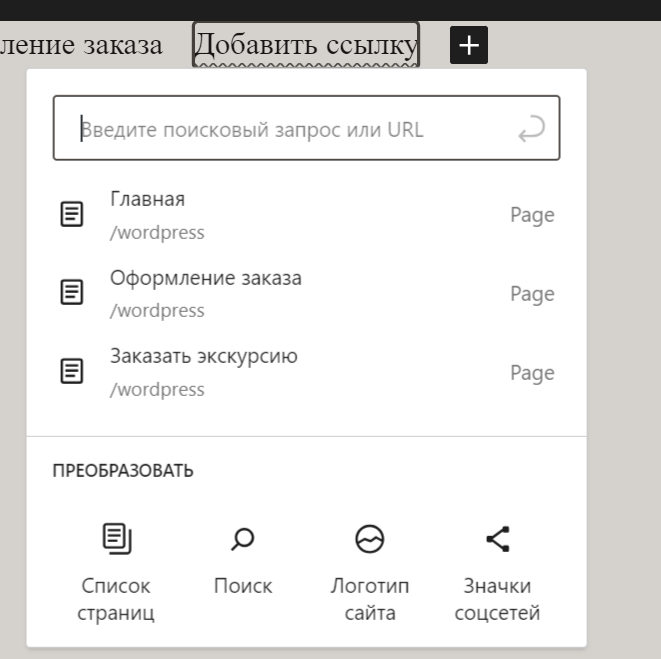 ление заказа Добавить ссылку
Введите поисковый запрос или URL
Главная
/wordpress
Page
Оформление заказа
/wordpress
Page
Заказать экскурсию
/wordpress
Page
ПРЕОБРАЗОВАТЬ
Список
страниц
Поиск
Логотип
сайта
Значки
соцсетей